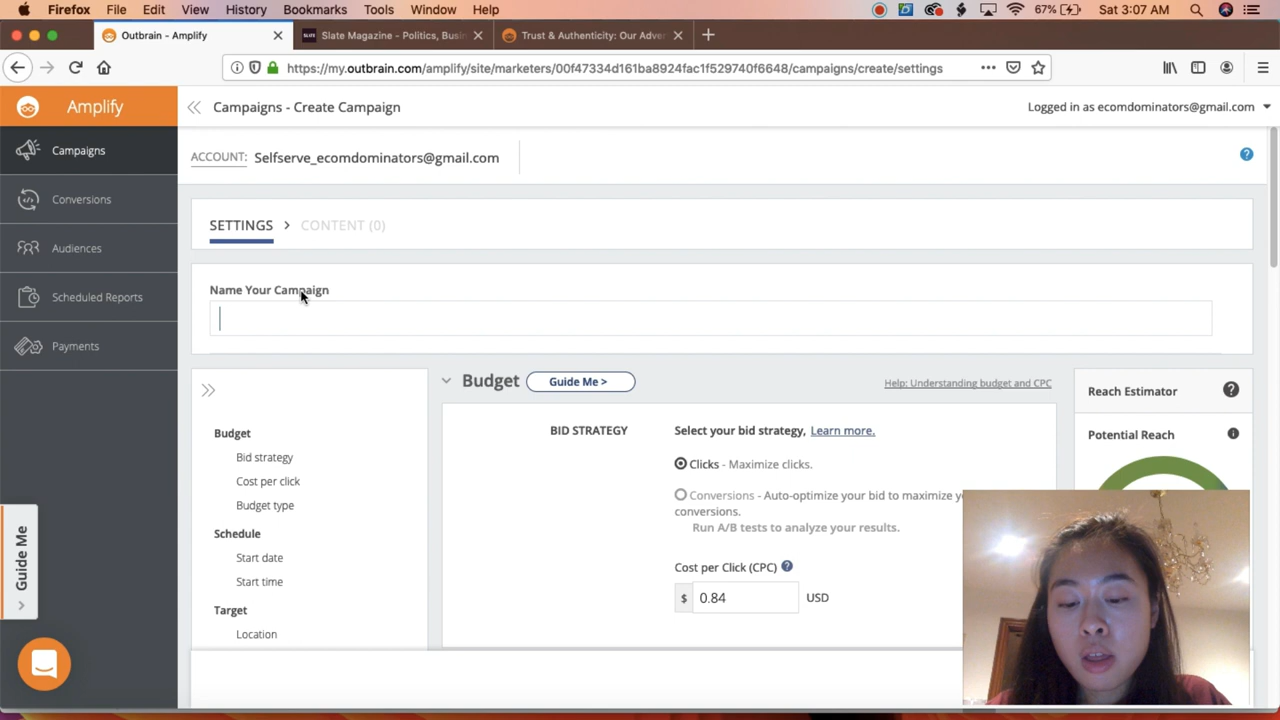 Firefox File Edit View History Bookmarks Tools Window Help 67% Sat 3:07 AM
Outbrain - Amplify
SLATE Slate Magazine - Politics, Busin
Trust & Authenticity: Our Adver
https://my.outbrain.com/amplify/site/marketers/00f47334d161ba8924fac1f529740f6648/campaigns/create/settings
Amplify
Campaigns - Create Campaign
Logged in as ecomdominators@gmail.com
Campaigns
ACCOUNT: Selfserve_ecomdominators@gmail.com
?
Conversions
SETTINGS > CONTENT (0)
Audiences
Name Your Campaign
Scheduled Reports
Payments
Budget Guide Me >
Help: Understanding budget and CPC
Reach Estimator ?
Budget
BID STRATEGY
Select your bid strategy, Learn more.
Potential Reach i
Bid strategy
Clicks - Maximize clicks.
Cost per click
Conversions - Auto-optimize your bid to maximize
conversions.
Budget type
Run A/B tests to analyze your results.
Schedule
Start date
Cost per Click (CPC) ?
Start time
$ 0.84 USD
Target
Location
Guide Me >